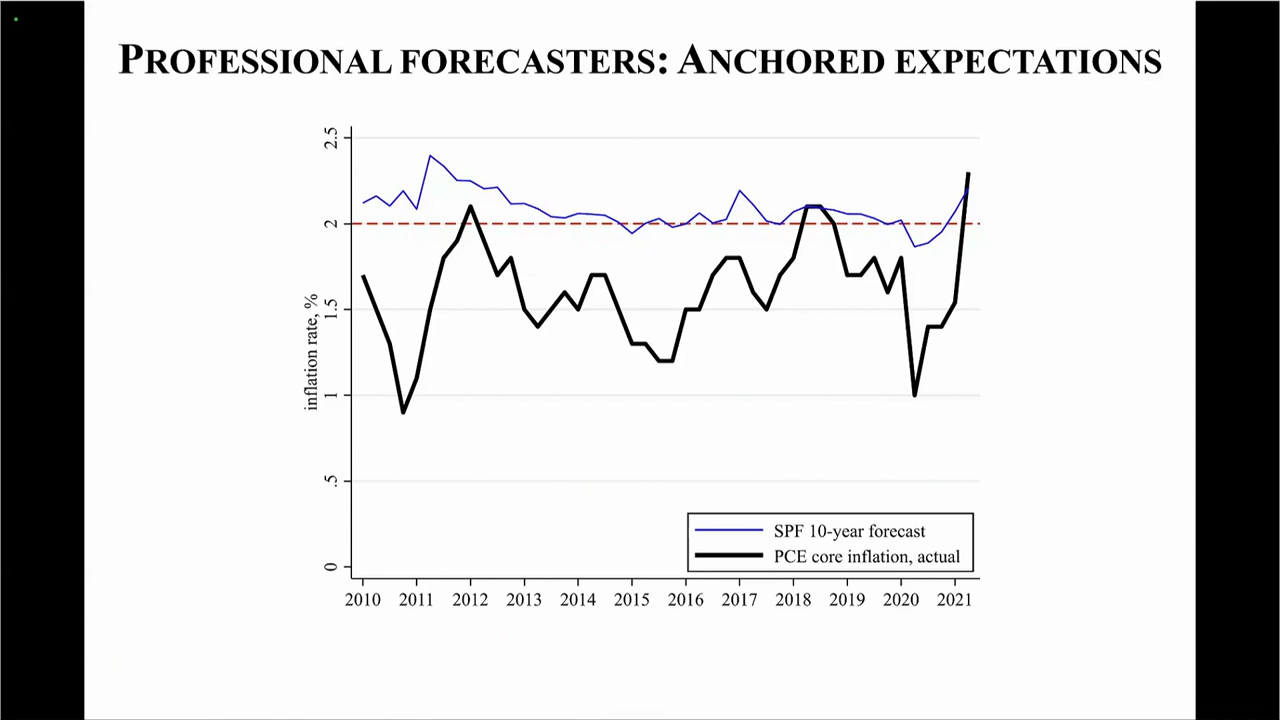 PROFESSIONAL FORECASTERS: ANCHORED EXPECTATIONS
2.5
2
1.5
1
.5
0
inflation rate, %
SPF 10-year forecast
PCE core inflation, actual
2010 2011 2012 2013 2014 2015 2016 2017 2018 2019 2020 2021